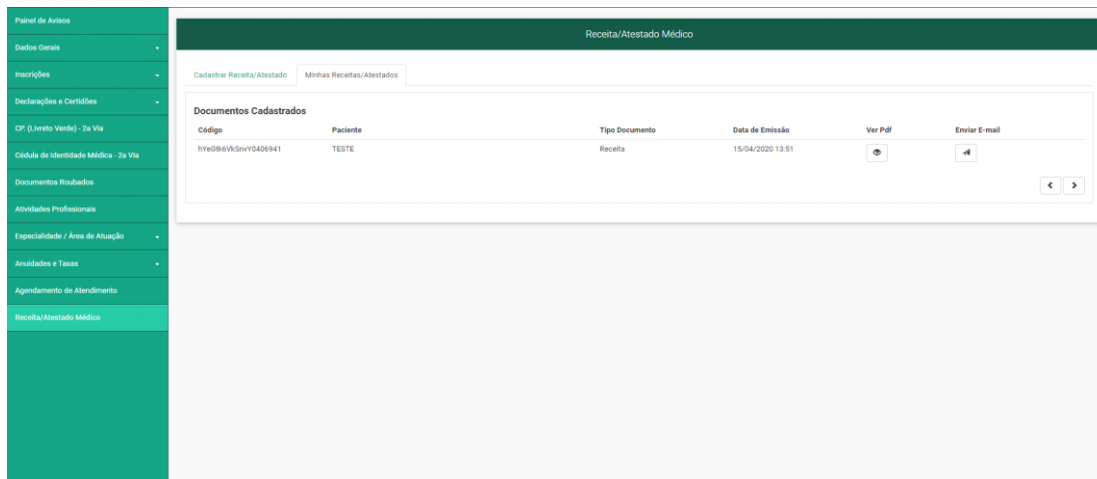 Painel de Avisos
Dados Gerais
Inscrições
Declarações e Certidões
CP. (Livreto Verde) - 2a Via
Cédula de Identidade Médica - 2a Via
Documentos Roubados
Atividades Profissionais
Especialidade / Área de Atuação
Anuidades e Taxas
Agendamento de Atendimento
Receita/Atestado Médico
Receita/Atestado Médico
Cadastrar Receita/Atestado Minhas Receitas/Atestados
Documentos Cadastrados
Código Paciente Tipo Documento Data de Emissão Ver Pdf Enviar E-mail
TESTE Receita 15/04/2020 13:51